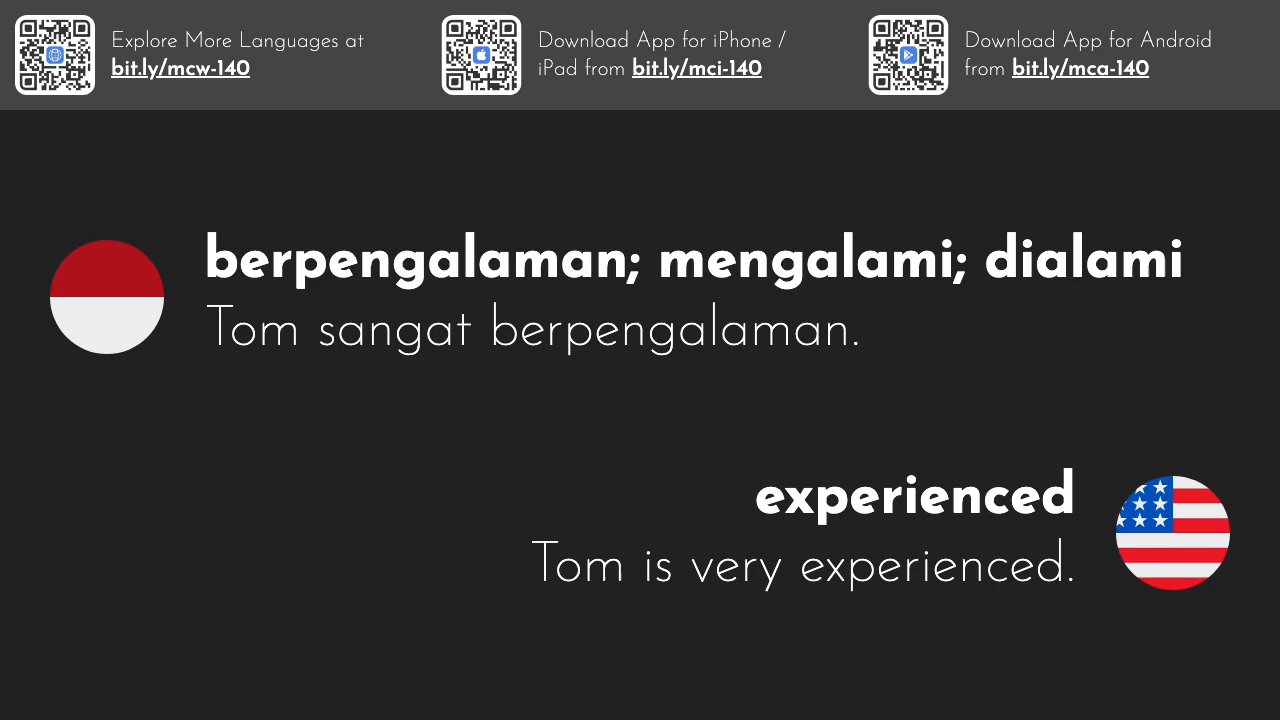 Explore More Languages at
bit.ly/mcw-140
Download App for iPhone /
iPad from bit.ly/mci-140
Download App for Android
from bit.ly/mca-140
berpengalaman; mengalami; dialami
Tom sangat berpengalaman.
experienced
Tom is very experienced.